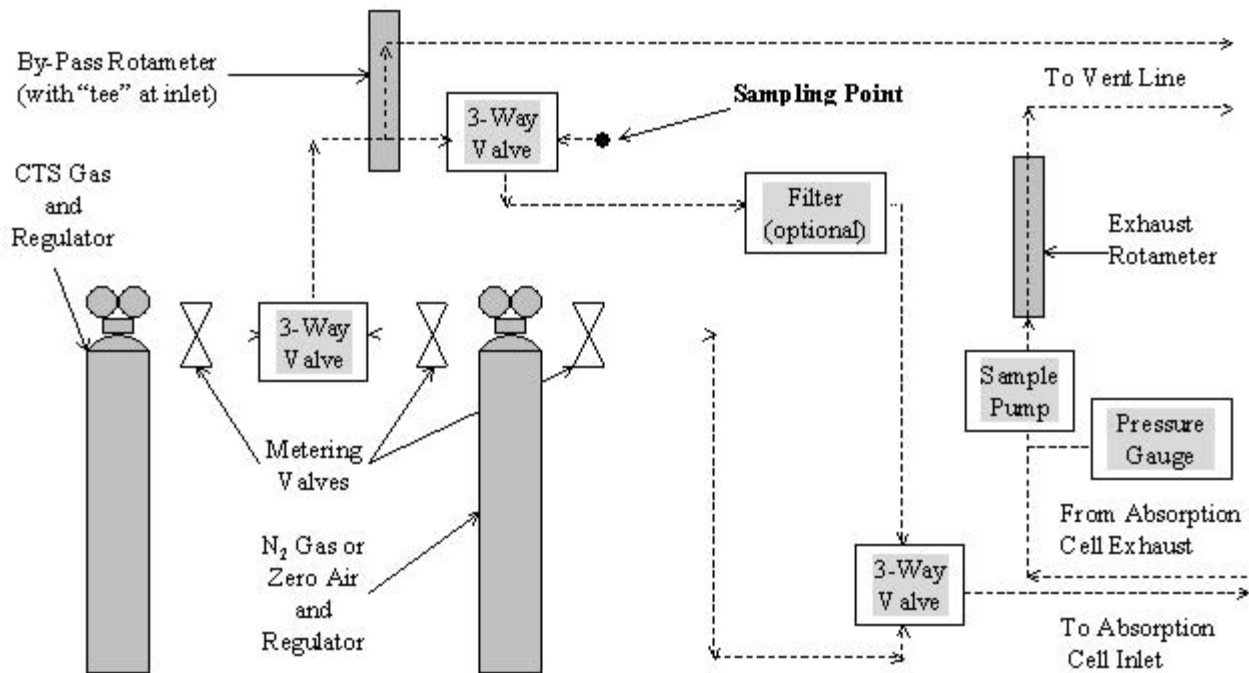 By-Pass Rotameter
(with “tee” at inlet)
To Vent Line
Sampling Point
3-Way
Valve
CTS Gas
and
Regulator
Filter
(optional)
Exhaust
Rotameter
3-Way
Valve
Sample
Pump
Pressure
Gauge
Metering
Valves
From Absorption
Cell Exhaust
N₂ Gas or
Zero Air
and
Regulator
3-Way
Valve
To Absorption
Cell Inlet